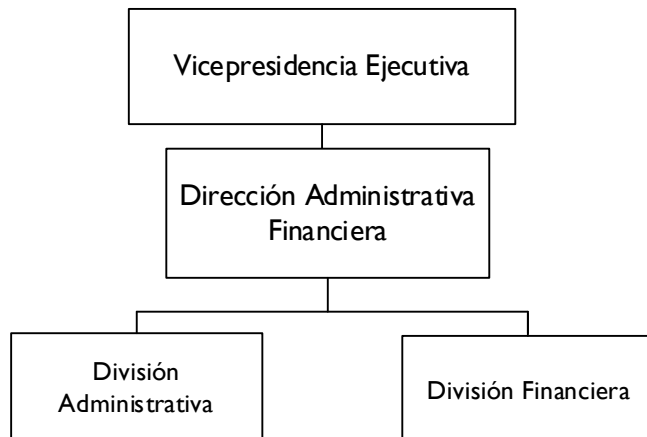 Vicepresidencia Ejecutiva
Dirección Administrativa
Financiera
División
Administrativa
División Financiera